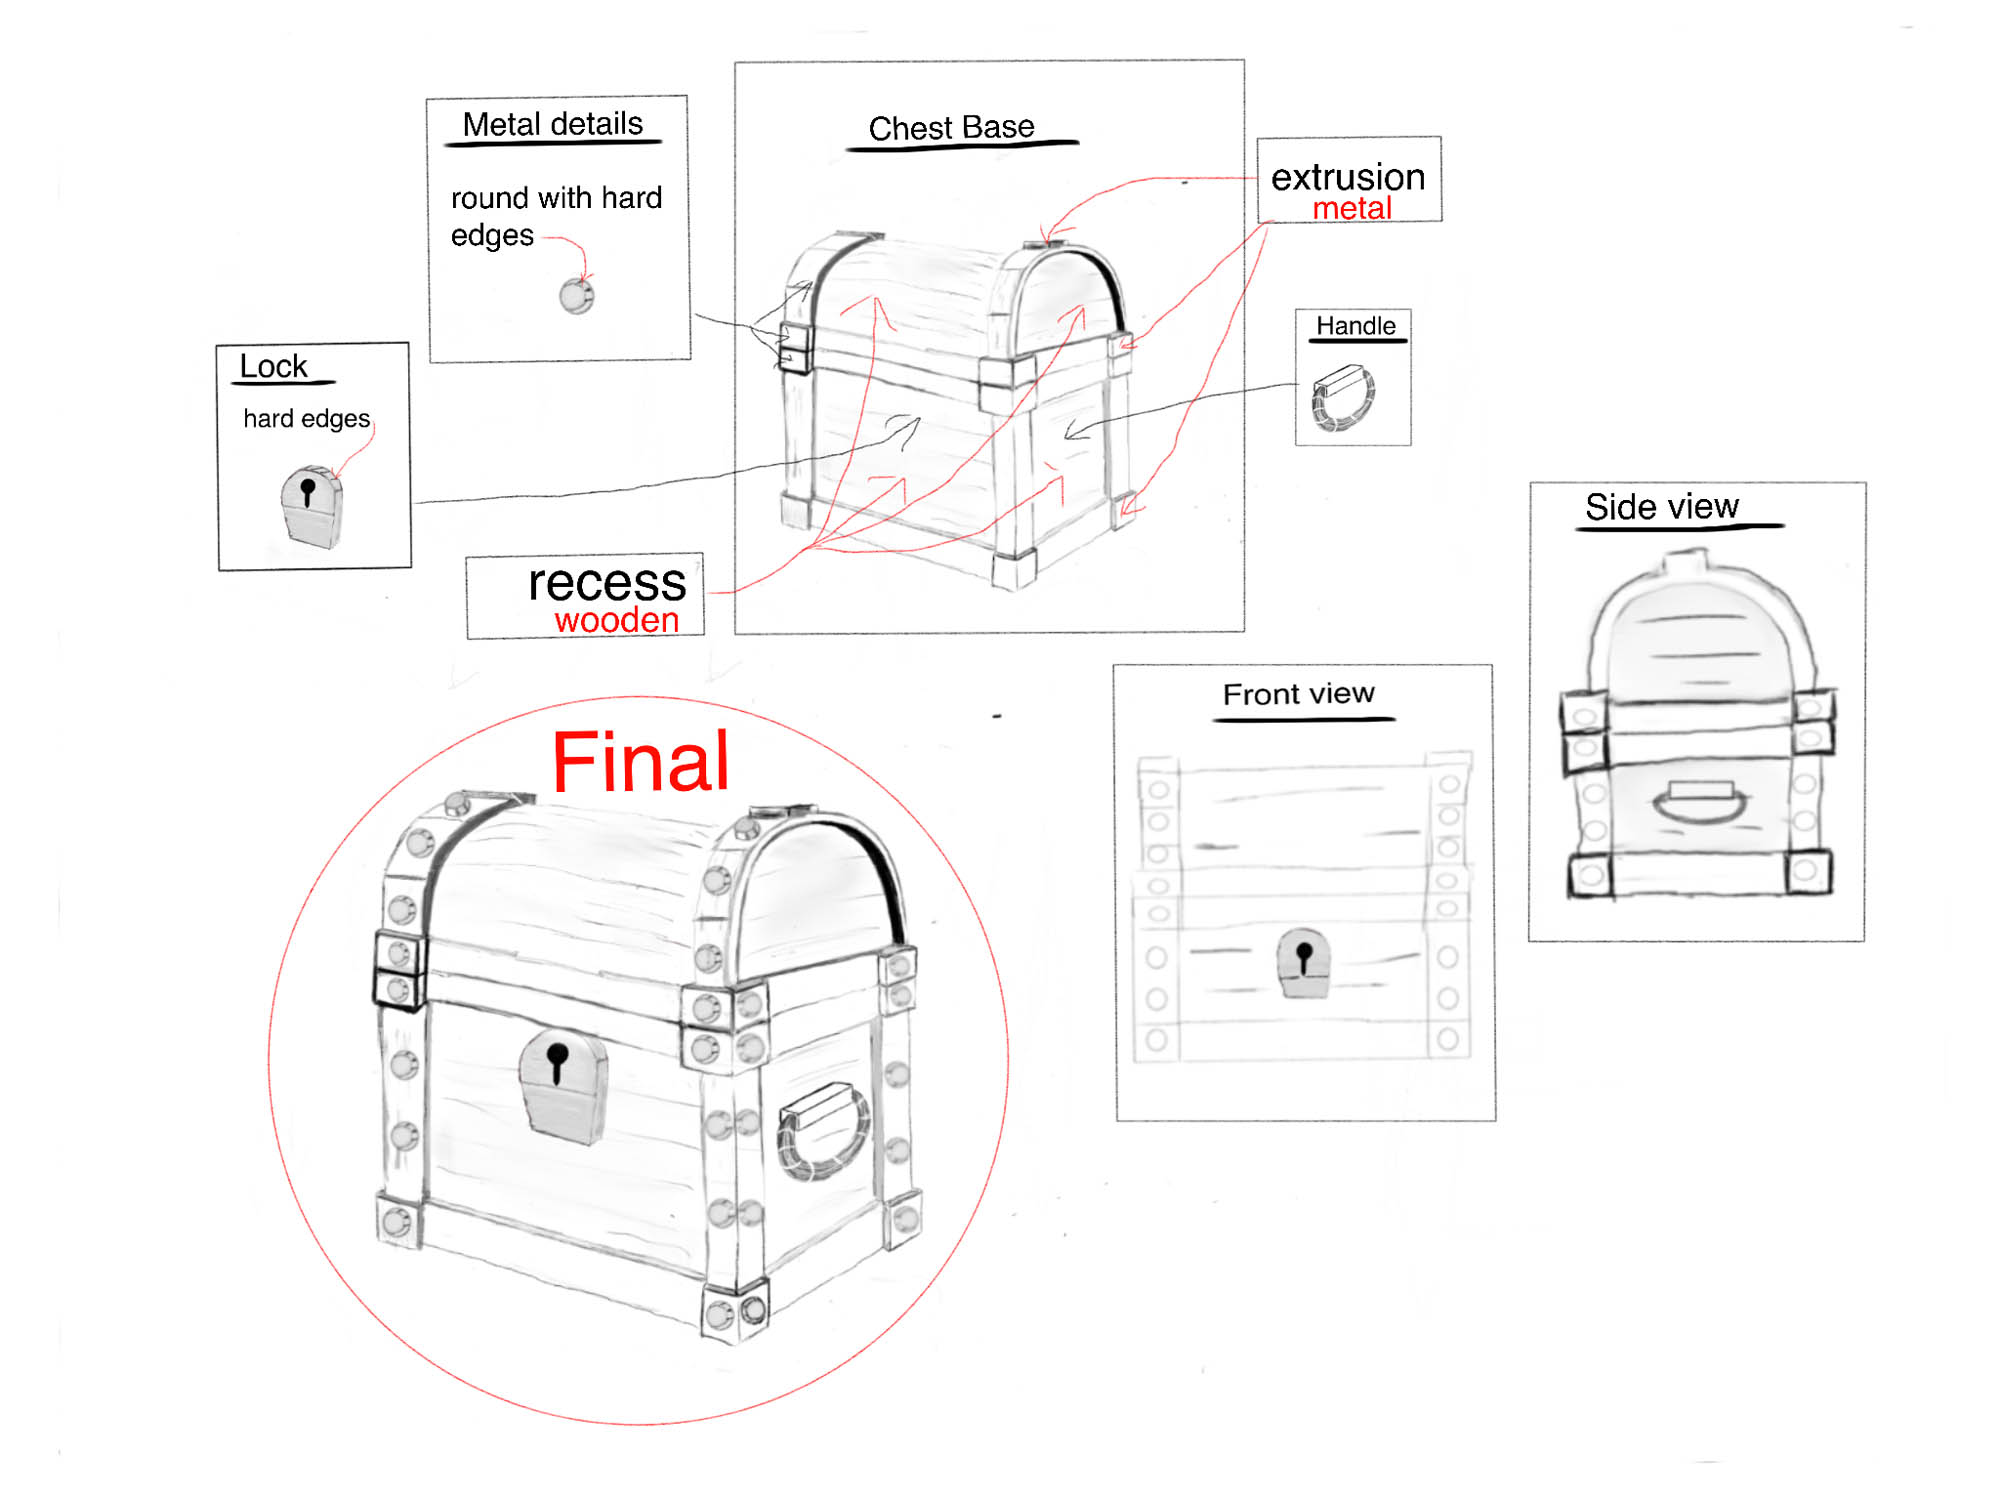 Metal details
round with hard
edges
Chest Base
extrusion
metal
Handle
Lock
hard edges
recess
wooden
Side view
Front view
Final